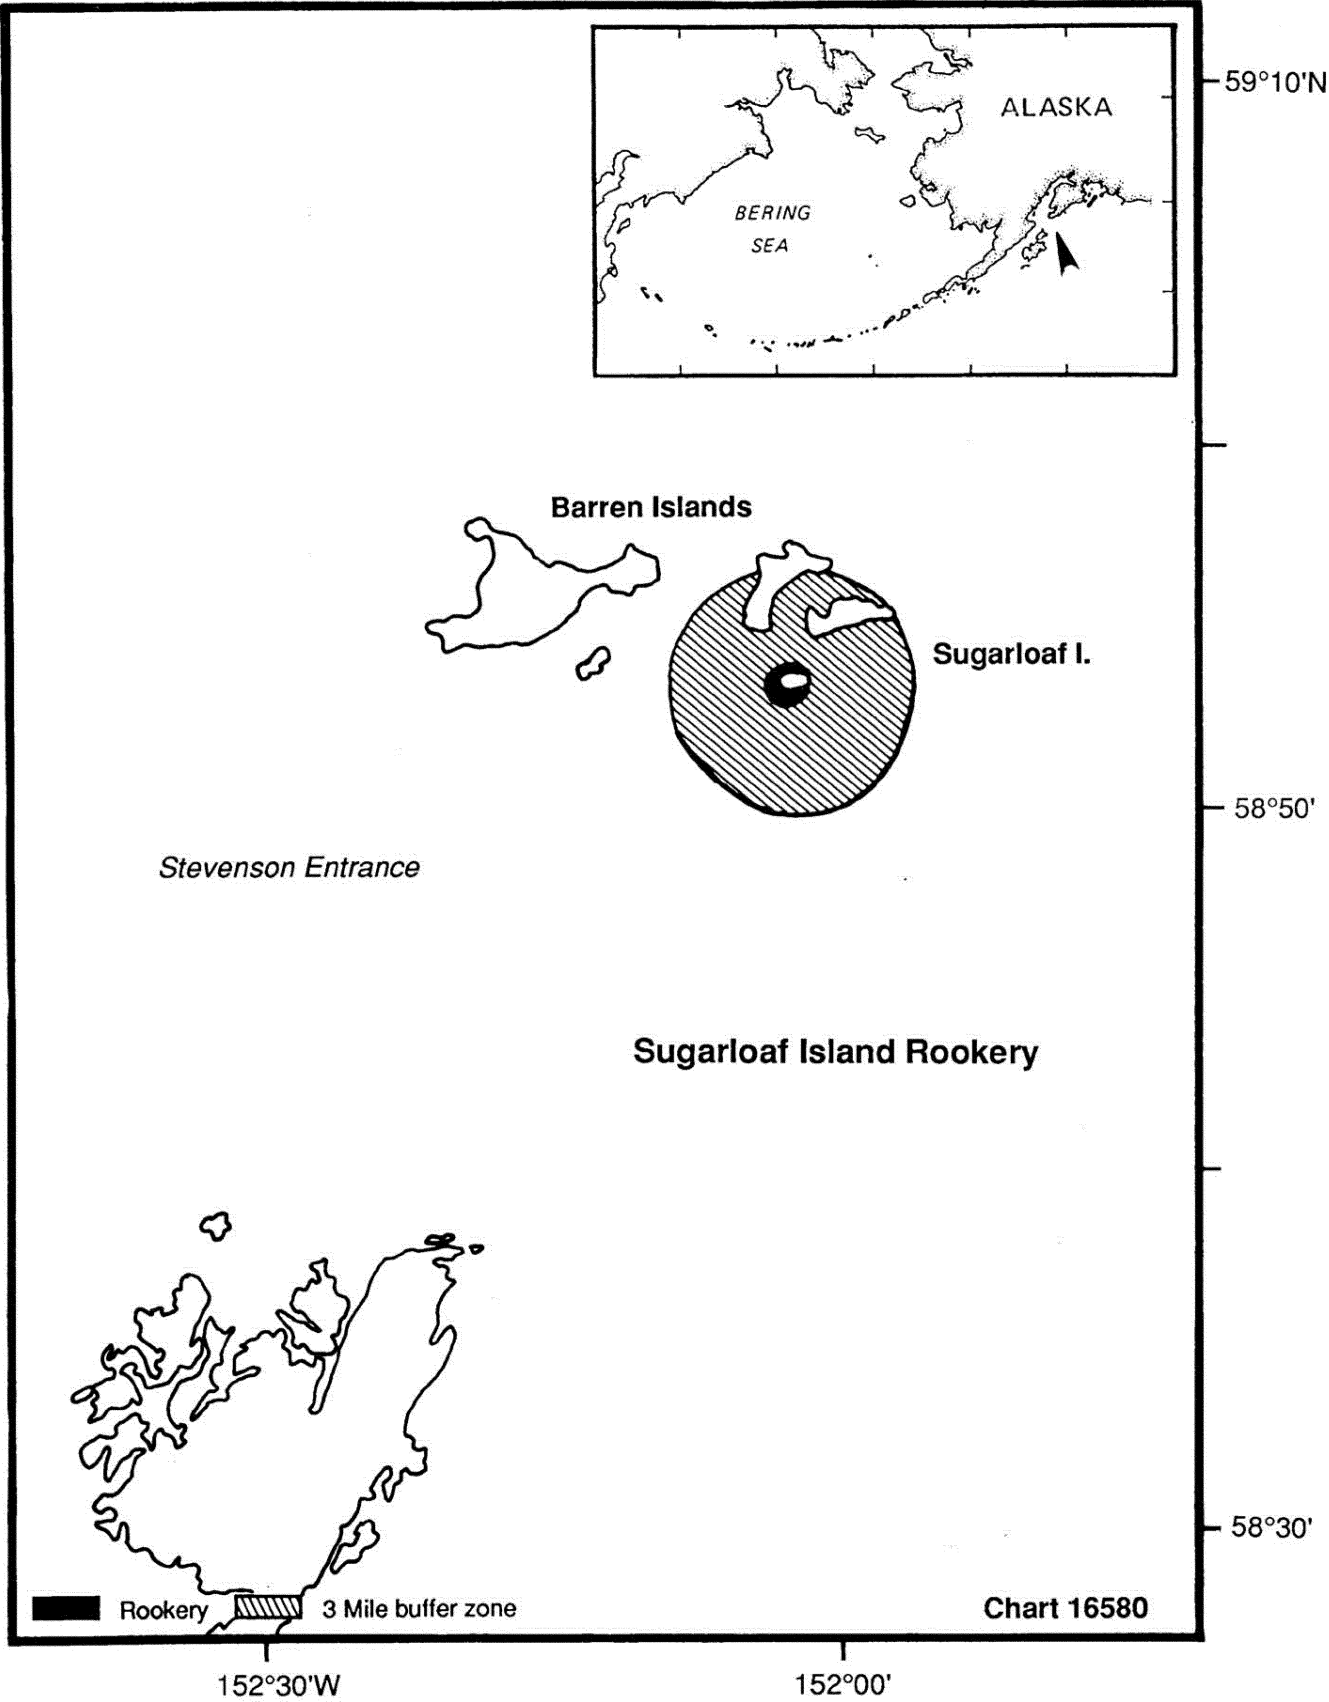 59°10'N
ALASKA
BERING
SEA
Barren Islands
Sugarloaf I.
58°50'
Stevenson Entrance
Sugarloaf Island Rookery
58°30'
Rookery
3 Mile buffer zone
Chart 16580
152°30'W
152°00'